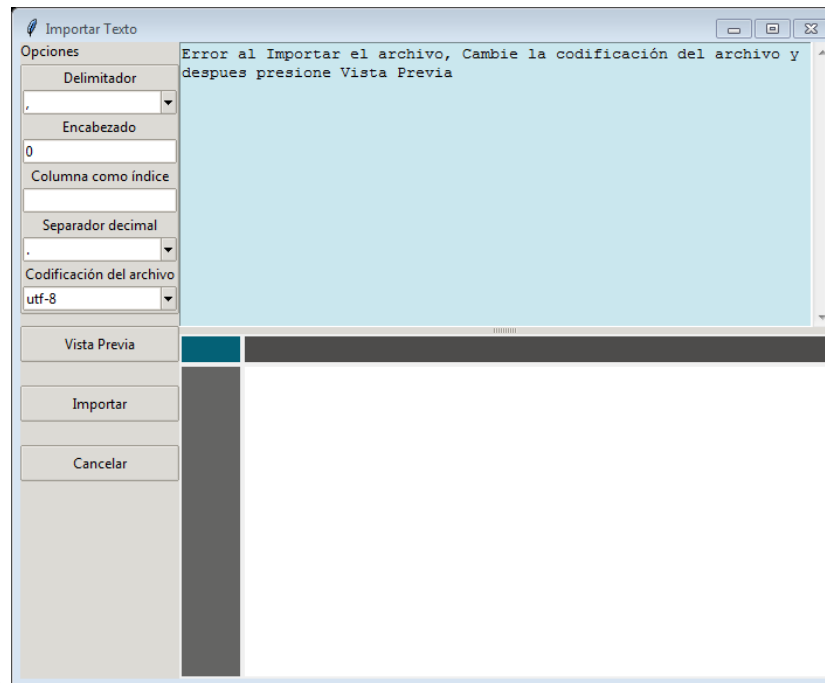 Importar Texto
Opciones
Delimitador
,
Encabezado
0
Columna como índice
Separador decimal
.
Codificación del archivo
utf-8
Vista Previa
Importar
Cancelar
Error al Importar el archivo, Cambie la codificación del archivo y
despues presione Vista Previa